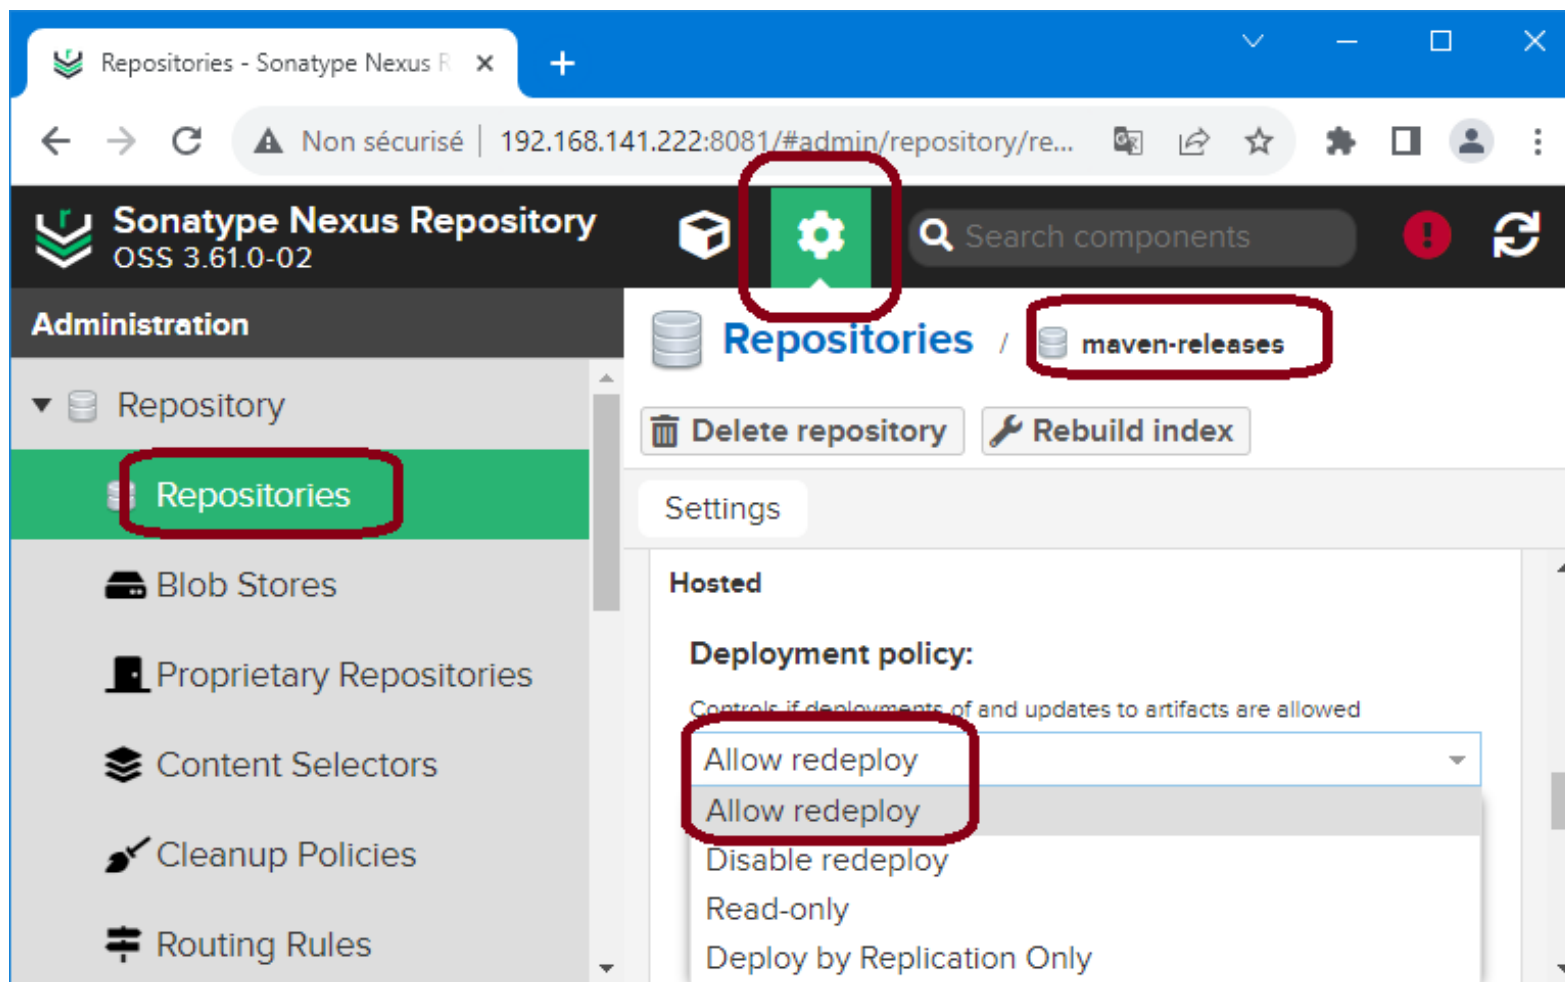 Repositories - Sonatype Nexus R
Non sécurisé | 192.168.141.222:8081/#admin/repository/re...
Sonatype Nexus Repository
OSS 3.61.0-02
Search components
Administration
Repositories / maven-releases
Repository
Delete repository
Rebuild index
Repositories
Settings
Blob Stores
Hosted
Proprietary Repositories
Deployment policy:
Controls if deployments of and updates to artifacts are allowed
Content Selectors
Allow redeploy
Allow redeploy
Cleanup Policies
Disable redeploy
Read-only
Routing Rules
Deploy by Replication Only